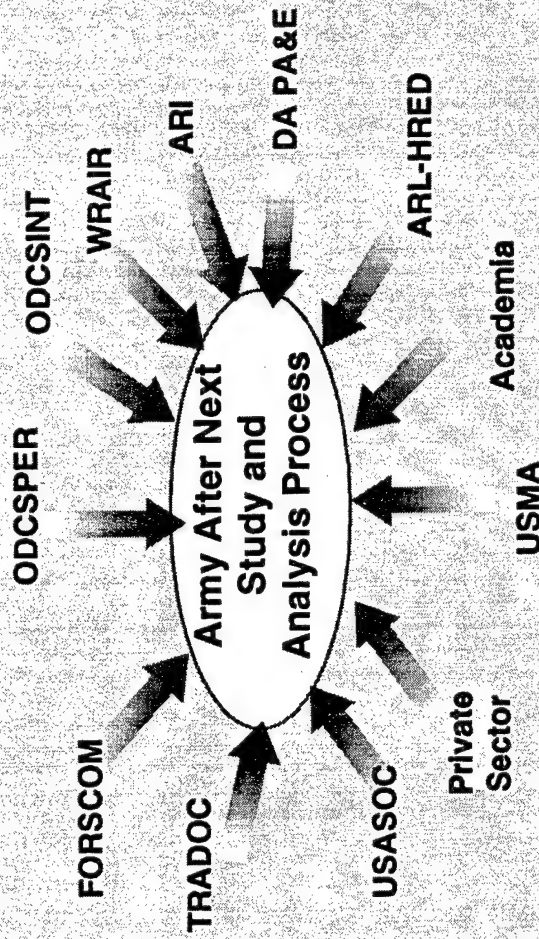 ODCSPER
ODCSINT
WRAIR
ARI
DA PA&E
ARL-HRED
Academia
USMA
Private
Sector
USASOC
TRADOC
FORSCOM
Army After Next
Study and
Analysis Process